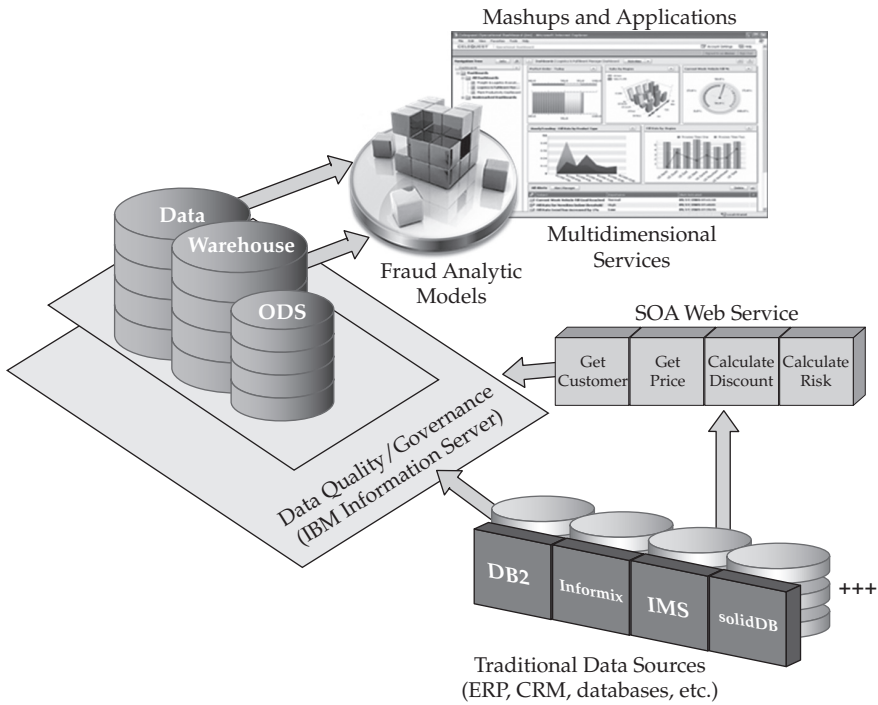 Mashups and Applications
Multidimensional
Services
Fraud Analytic
Models
Data
Warehouse
ODS
SOA Web Service
Get
Customer
Get
Price
Calculate
Discount
Calculate
Risk
Data Quality/Governance
(IBM Information Server)
DB2
Informix
IMS
solidDB
+++
Traditional Data Sources
(ERP, CRM, databases, etc.)